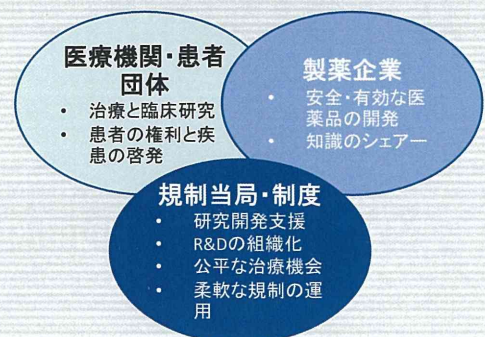 医療機関・患者
団体
• 治療と臨床研究
• 患者の権利と疾
患の啓発
製薬企業
• 安全・有効な医
薬品の開発
• 知識のシェアー
規制当局・制度
• 研究開発支援
• R&Dの組織化
• 公平な治療機会
• 柔軟な規制の運
用